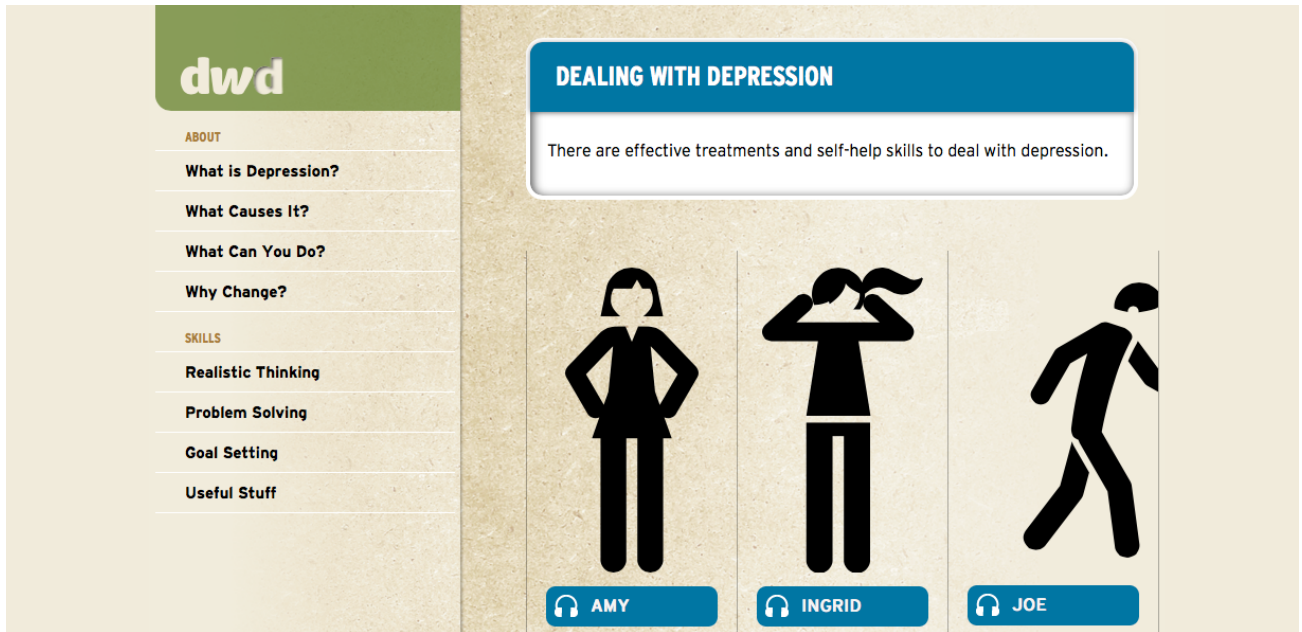 dwd
ABOUT
What is Depression?
What Causes It?
What Can You Do?
Why Change?
SKILLS
Realistic Thinking
Problem Solving
Goal Setting
Useful Stuff
DEALING WITH DEPRESSION
There are effective treatments and self-help skills to deal with depression.
AMY
INGRID
JOE